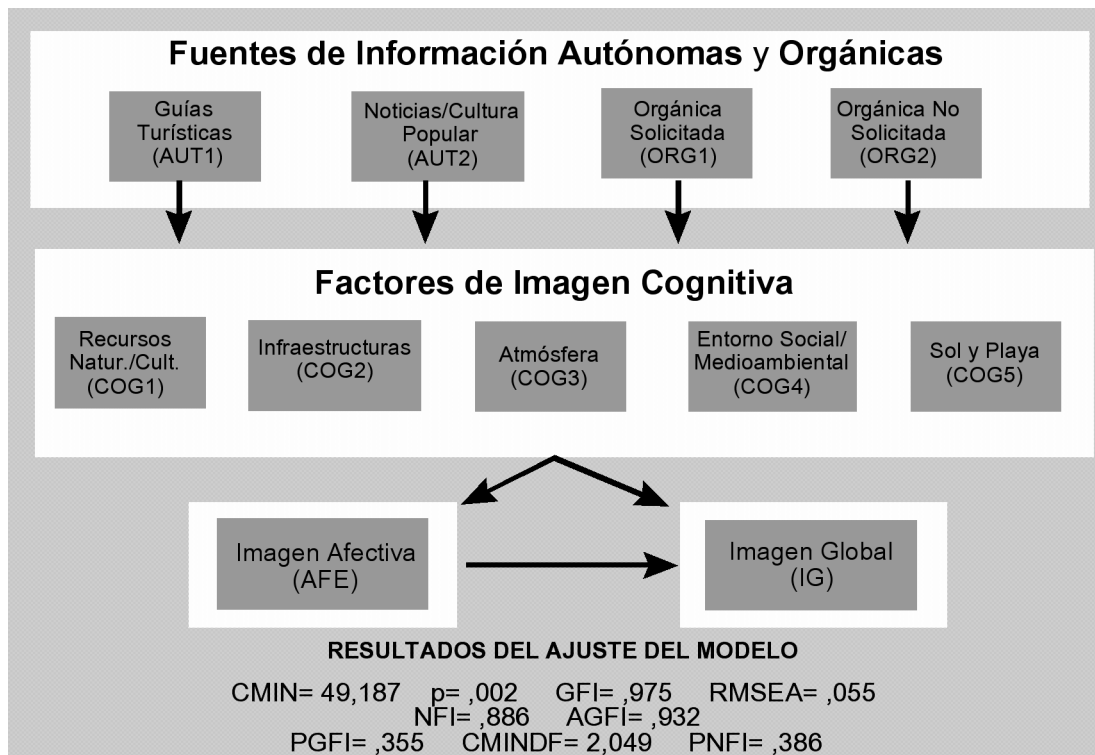 Fuentes de Información Autónomas y Orgánicas
Guías
Turísticas
(AUT1)
Noticias/Cultura
Popular
(AUT2)
Orgánica
Solicitada
(ORG1)
Orgánica No
Solicitada
(ORG2)
Factores de Imagen Cognitiva
Recursos
Natur./Cult.
(COG1)
Infraestructuras
(COG2)
Atmósfera
(COG3)
Entorno Social/
Medioambiental
(COG4)
Sol y Playa
(COG5)
Imagen Afectiva
(AFE)
Imagen Global
(IG)
RESULTADOS DEL AJUSTE DEL MODELO
CMIN= 49,187 p= ,002 GFI= ,975 RMSEA= ,055
NFI= ,886 AGFI= ,932
PGFI= ,355 CMINDF= 2,049 PNFI= ,386